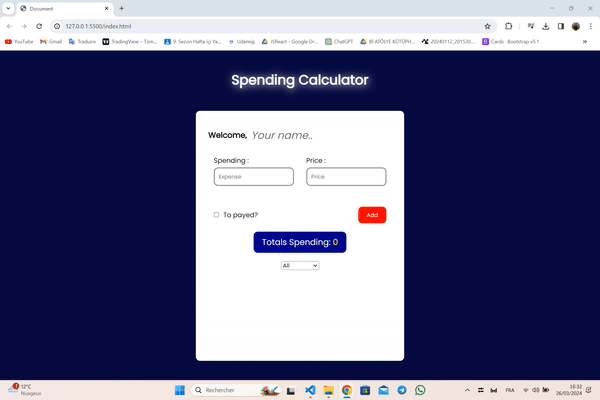 Document
127.0.0.1:5500/index.html
YouTube Gmail Traduire TradingView – Tüm... 9. Sezon Hafta içi Ya... Udemig JSReact – Google Dr... ChatGPT BİR ATÖLYE KÜTÜPH... 20240112_201530... Cards · Bootstrap v5.1 »
Spending Calculator
Welcome, Your name..
Spending : Price :
Expense Price
To payed? Add
Totals Spending: 0
All
12°C
Nuageux
Rechercher
FRA
16:32
26/03/2024